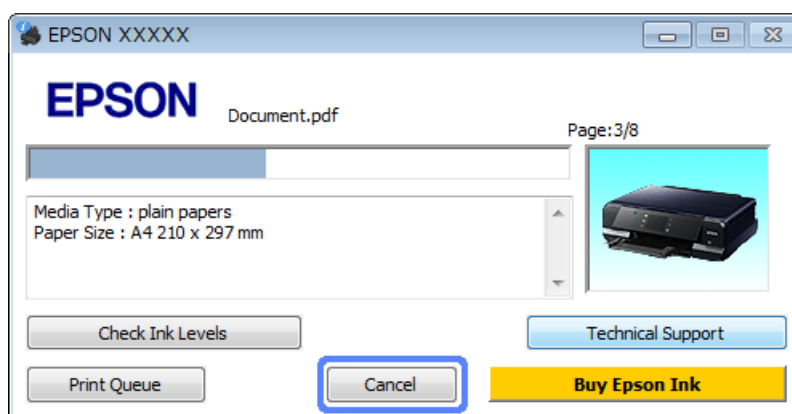 EPSON XXXXX
EPSON
Document.pdf
Page:3/8
Media Type : plain papers
Paper Size : A4 210 x 297 mm
Check Ink Levels
Technical Support
Print Queue
Cancel
Buy Epson Ink